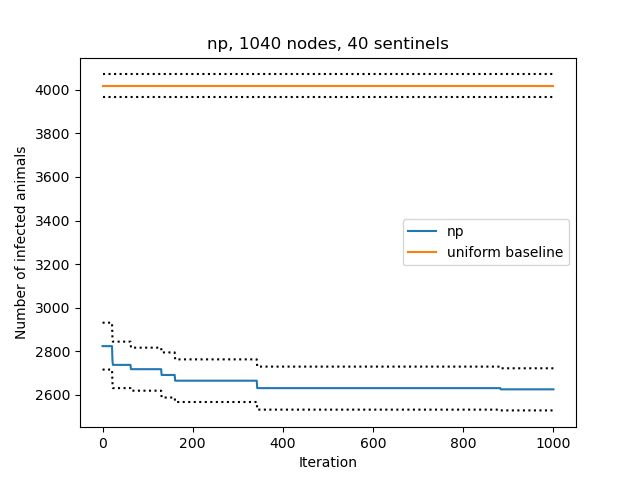 np, 1040 nodes, 40 sentinels
Number of infected animals
4000
3800
3600
3400
3200
3000
2800
2600
np
uniform baseline
0
200
400
600
800
1000
Iteration